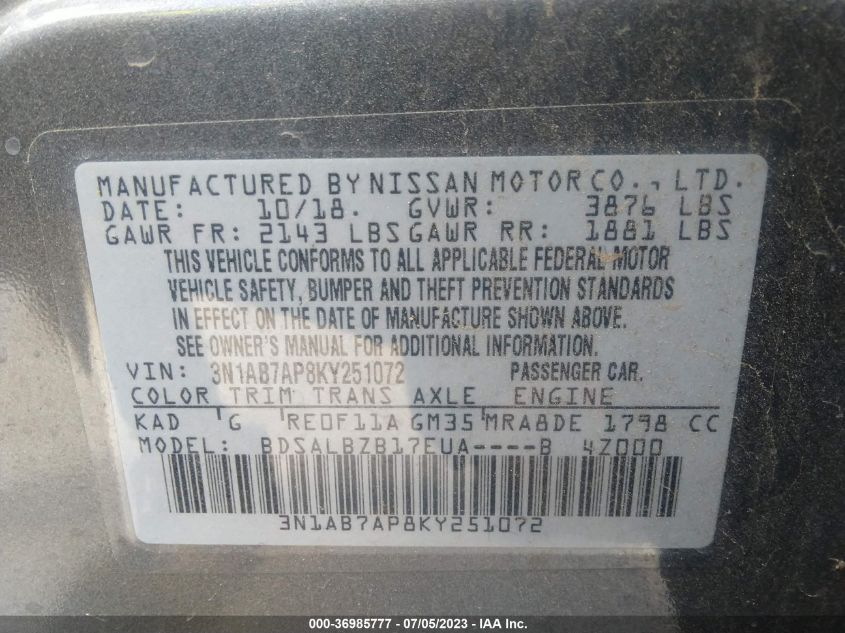 MANUFACTURED BY NISSAN MOTOR CO., LTD.
DATE: 10/18. GVWR: 3876 LBS
GAWR FR: 2143 LBS GAWR RR: 1881 LBS
THIS VEHICLE CONFORMS TO ALL APPLICABLE FEDERAL MOTOR
VEHICLE SAFETY, BUMPER AND THEFT PREVENTION STANDARDS
IN EFFECT ON THE DATE OF MANUFACTURE SHOWN ABOVE.
SEE OWNER'S MANUAL FOR ADDITIONAL INFORMATION.
VIN: 3N1AB7AP8KY251072 PASSENGER CAR.
COLOR TRIM TRANS AXLE ENGINE
KAD G RE0F11A GM35 MRA8DE 1798 CC
MODEL: BDSALBZB17EUA----B 4Z000
3N1AB7AP8KY251072
000-36985777 - 07/05/2023 - IAA Inc.